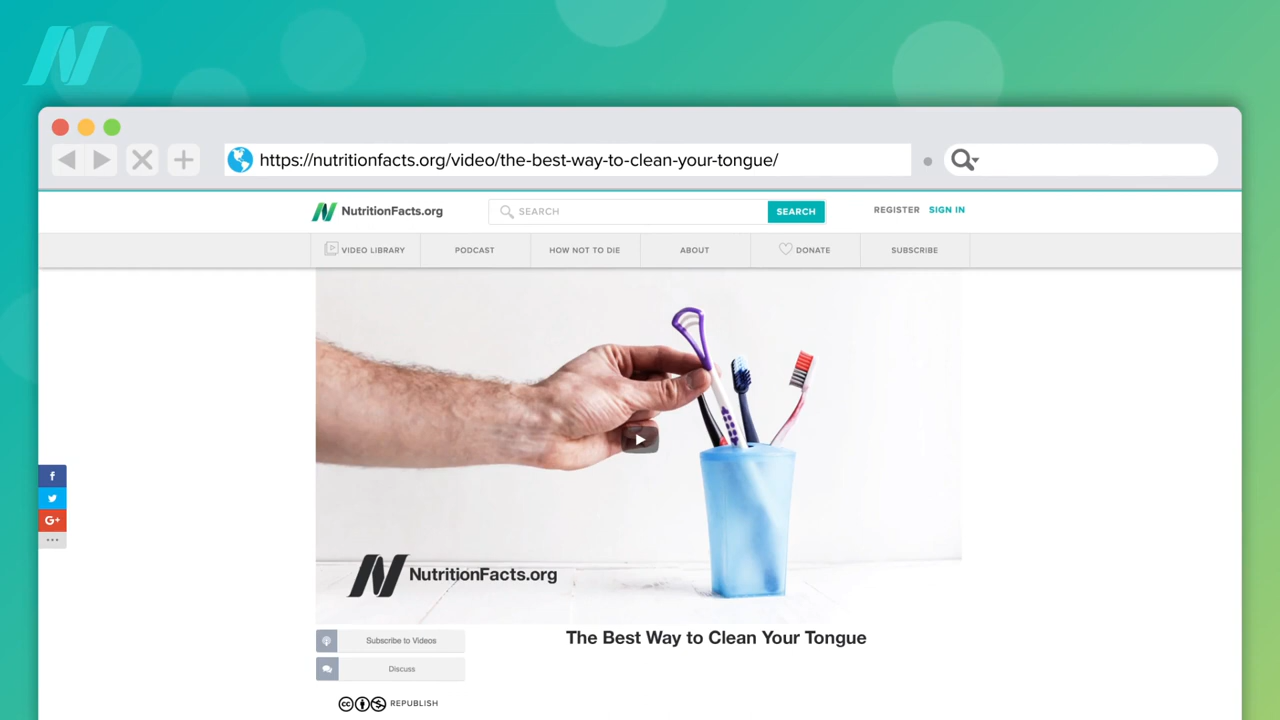 https://nutritionfacts.org/video/the-best-way-to-clean-your-tongue/
NutritionFacts.org
SEARCH
SEARCH
REGISTER SIGN IN
VIDEO LIBRARY
PODCAST
HOW NOT TO DIE
ABOUT
DONATE
SUBSCRIBE
f
G+
NutritionFacts.org
Subscribe to Videos
The Best Way to Clean Your Tongue
Discuss
cc
REPUBLISH